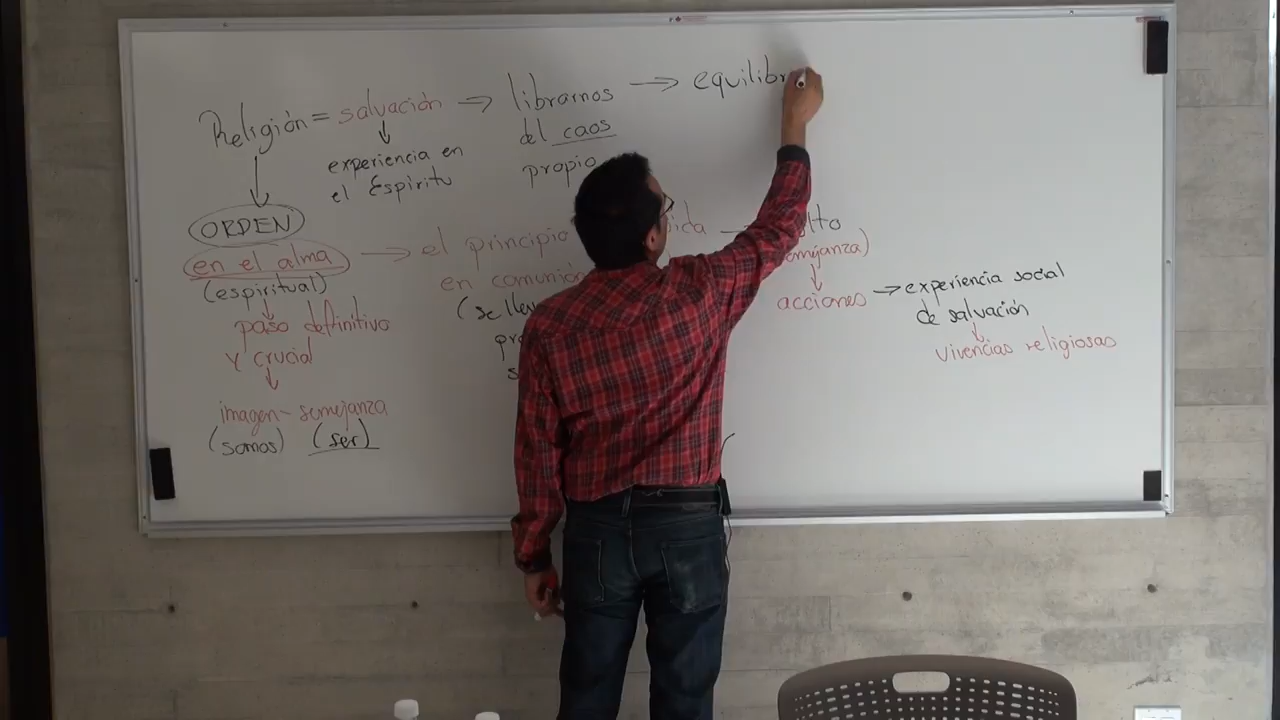 Religión = salvación → librarnos → equilibr
del caos
propio
experiencia en
el Espíritu
ORDEN
en el alma → el principio
en comunión
(espiritual)
paso definitivo
y crucial
imagen - semejanza
(somos) (ser)
acciones → experiencia social
de salvación
vivencias religiosas